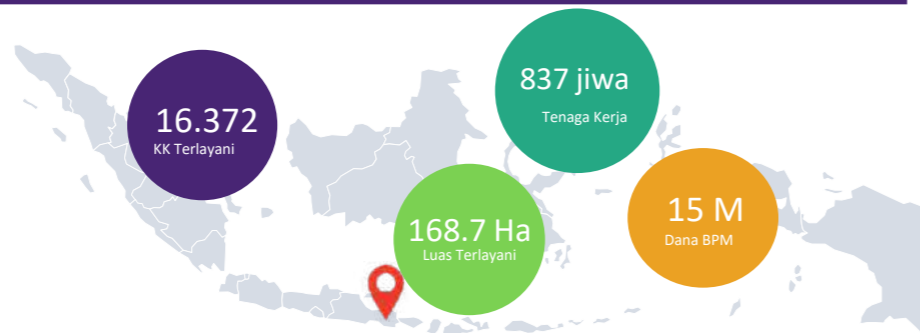 16.372
KK Terlayani
837 jiwa
Tenaga Kerja
168.7 Ha
Luas Terlayani
15 M
Dana BPM